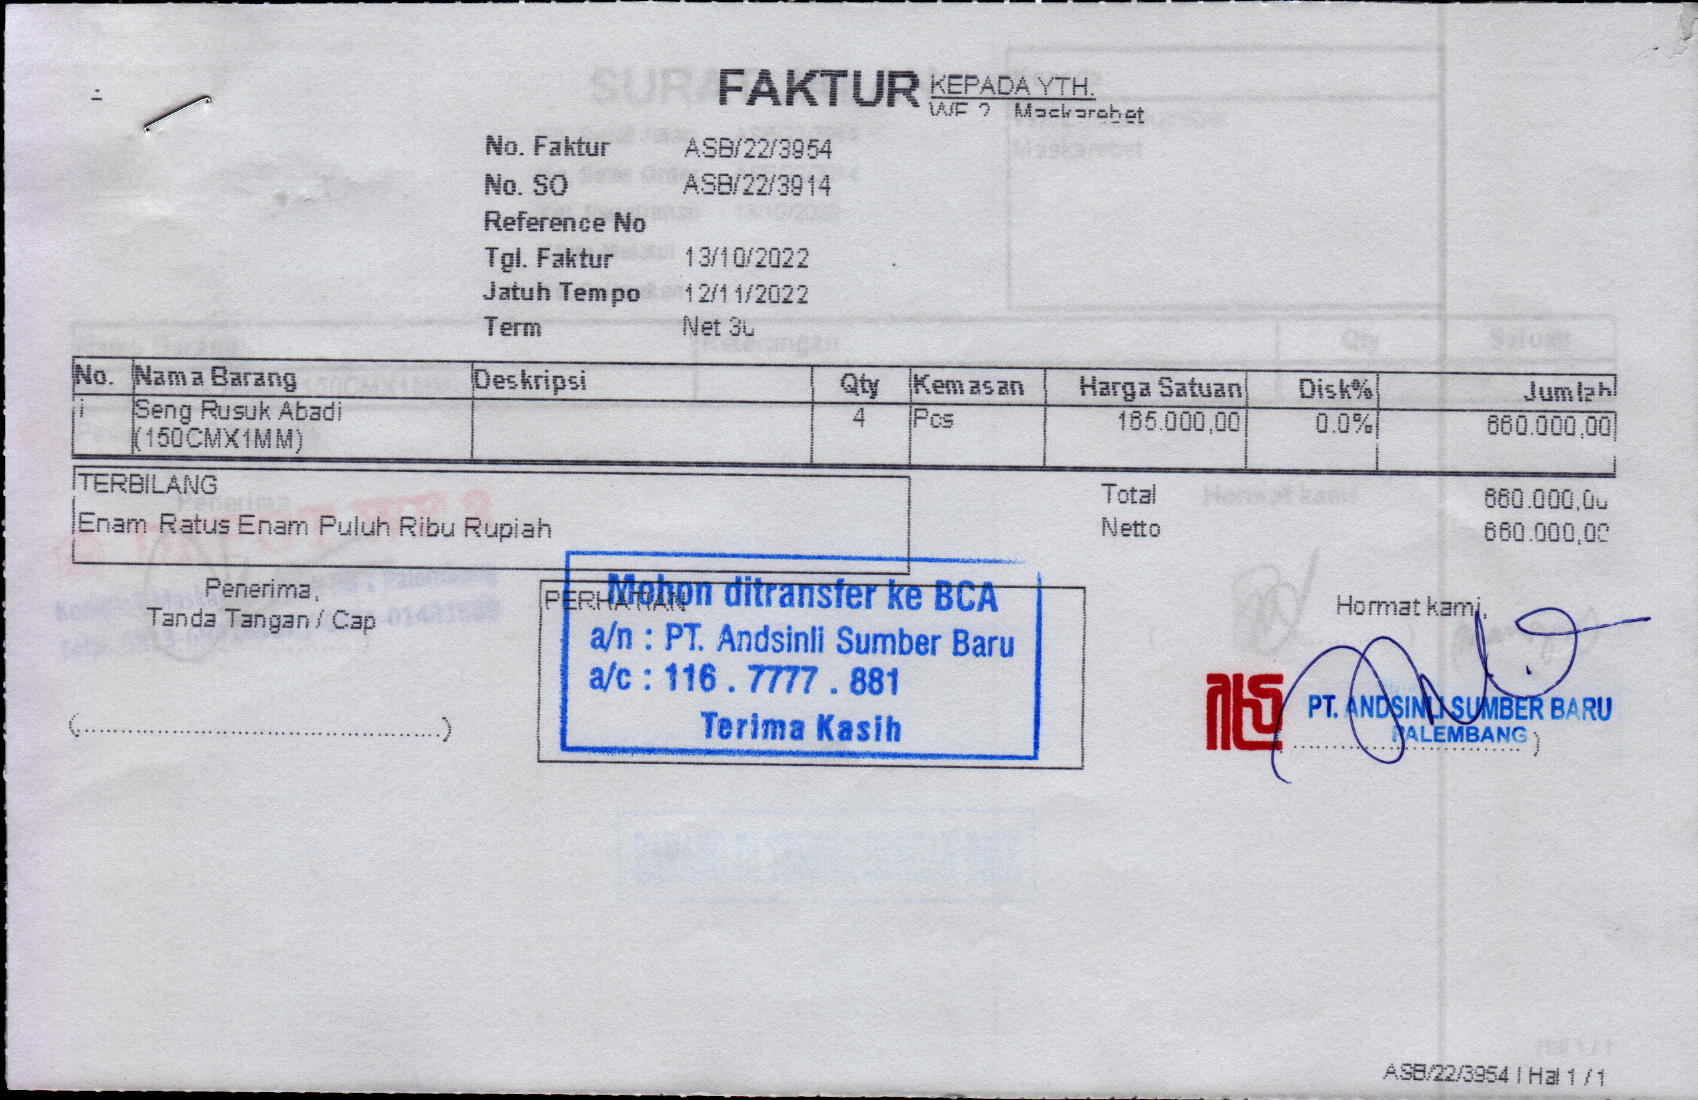 FAKTUR
KEPADA YTH.
Maskarebet
No. Faktur ASB/22/3954
No. SO ASB/22/3914
Reference No
Tgl. Faktur 13/10/2022
Jatuh Tempo 12/11/2022
Term Net 30
No. Nama Barang Deskripsi Qty Kemasan Harga Satuan Disk% Jumlah
1 Seng Rusuk Abadi 4 Pcs 165.000,00 0.0% 660.000,00
(150CMX1MM)
TERBILANG
Enam Ratus Enam Puluh Ribu Rupiah
Total 660.000,00
Netto 660.000,00
Penerima,
Tanda Tangan / Cap
(....................................................)
PERHATIAN
Mohon ditransfer ke BCA
a/n : PT. Andsinli Sumber Baru
a/c : 116 . 7777 . 881
Terima Kasih
Hormat kami,
PT. ANDSINLI SUMBER BARU
PALEMBANG
ASB/22/3954 | Hal 1 / 1